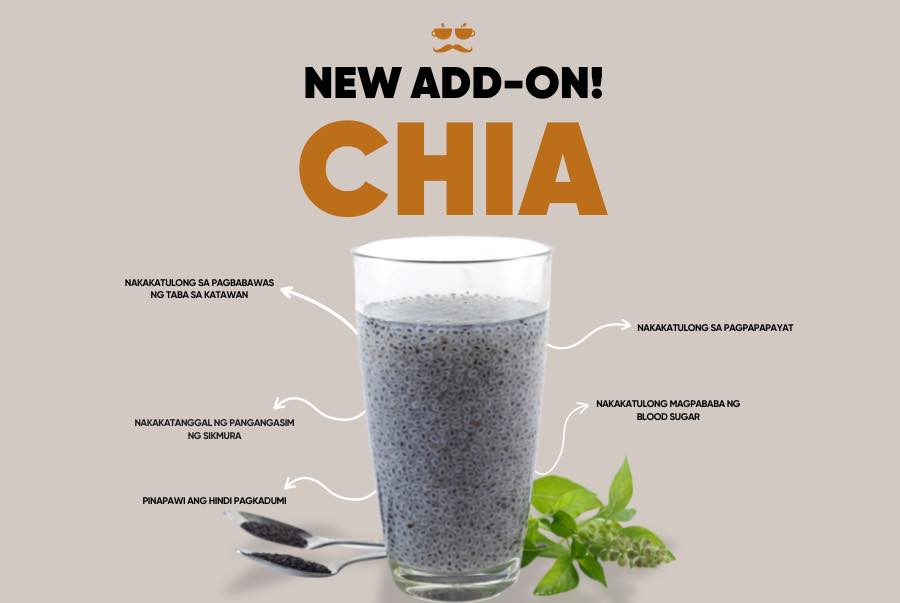 NEW ADD-ON!
CHIA
NAKAKATULONG SA PAGBABAWAS
NG TABA SA KATAWAN
NAKAKATULONG SA PAGPAPAPAYAT
NAKAKATULONG MAGPABABA NG
BLOOD SUGAR
NAKAKATANGGAL NG PANGANGASIM
NG SIKMURA
PINAPAWI ANG HINDI PAGKADUMI